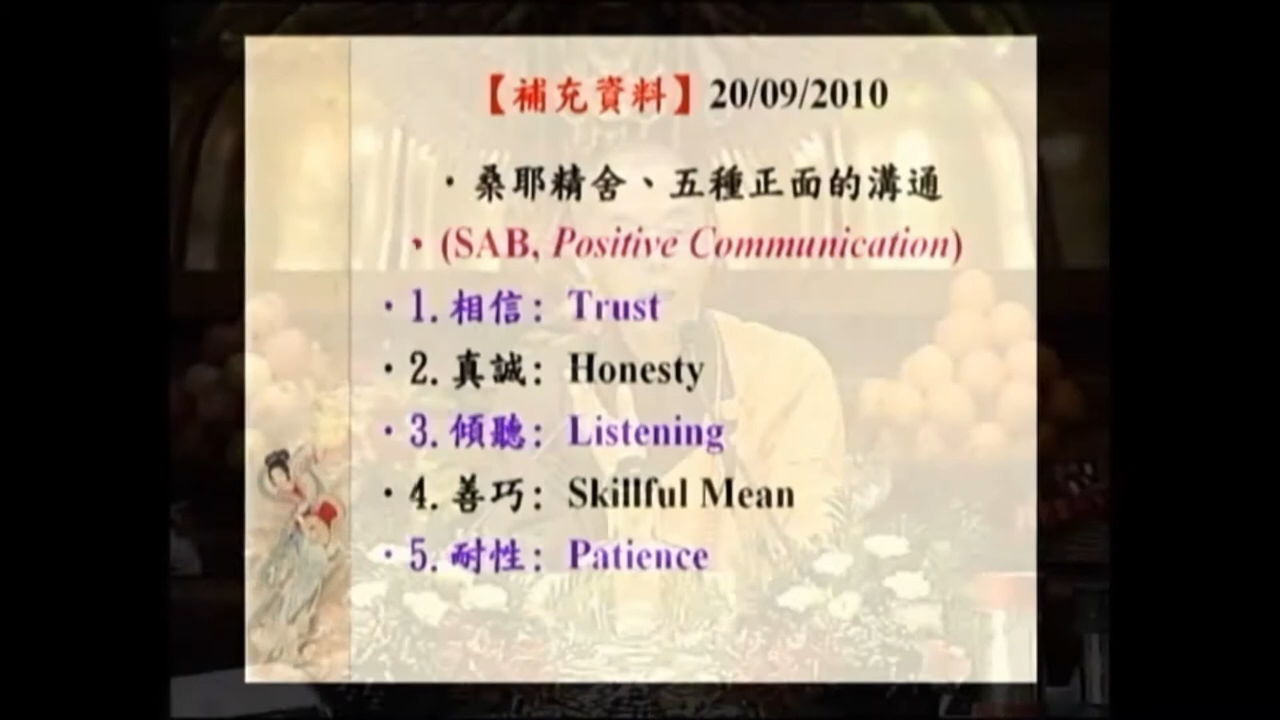 【補充資料】20/09/2010
・桑耶精舍、五種正面的溝通
・(SAB, Positive Communication)
・1. 相信： Trust
・2. 真誠： Honesty
・3. 傾聽： Listening
・4. 善巧： Skillful Mean
・5. 耐性： Patience